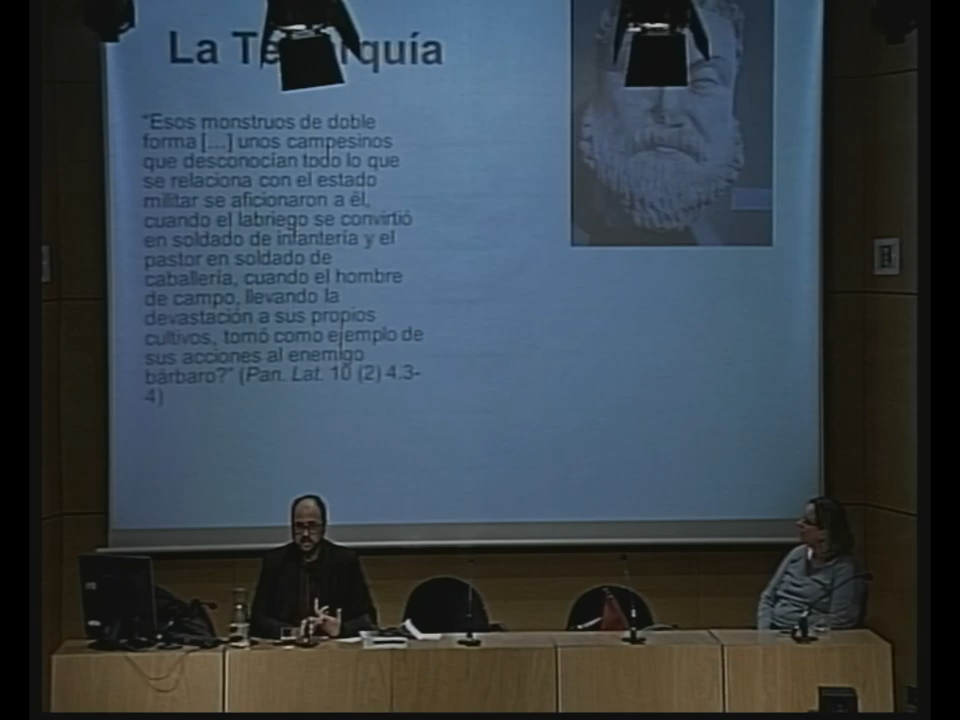 La Te rquía
"Esos monstruos de doble
forma [...] unos campesinos
que desconocían todo lo que
se relaciona con el estado
militar se aficionaron a él,
cuando el labriego se convirtió
en soldado de infantería y el
pastor en soldado de
caballería, cuando el hombre
de campo, llevando la
devastación a sus propios
cultivos, tomó como ejemplo de
sus acciones al enemigo
bárbaro?" (Pan. Lat. 10 (2) 4.3-
4)